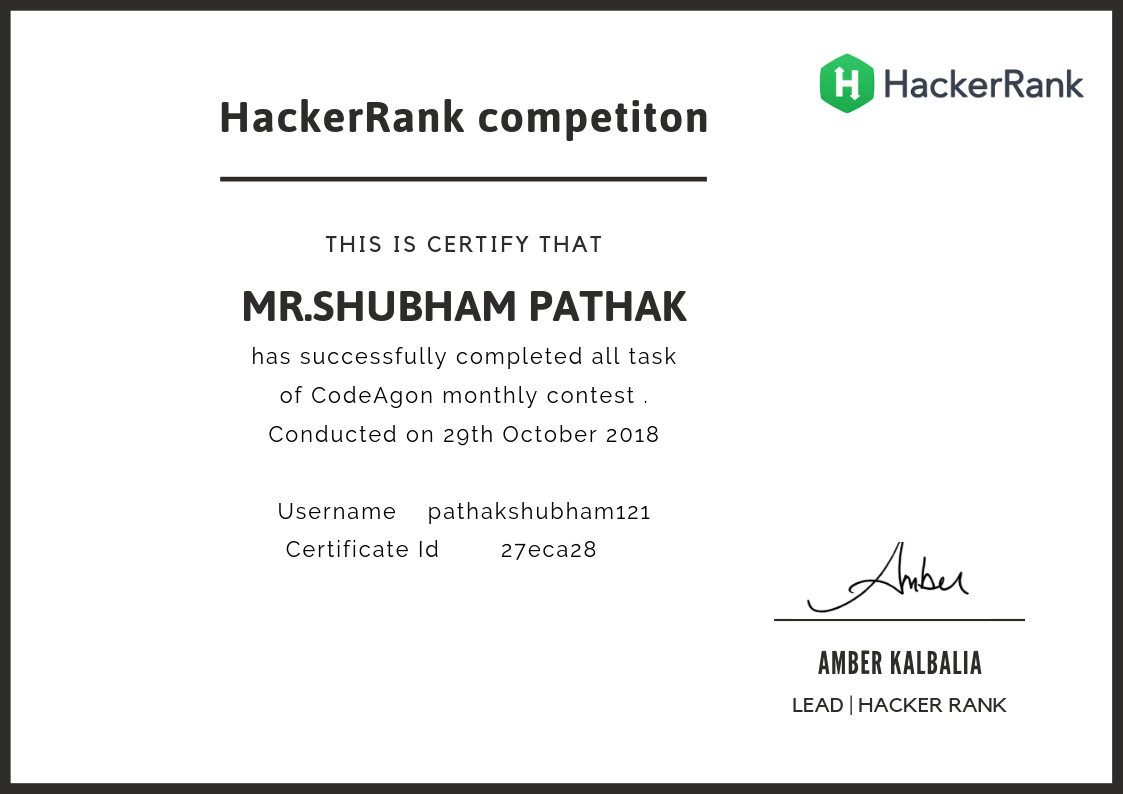 HackerRank
HackerRank competiton
THIS IS CERTIFY THAT
MR.SHUBHAM PATHAK
has successfully completed all task
of CodeAgon monthly contest .
Conducted on 29th October 2018
Username pathakshubham121
Certificate Id 27eca28
Amber
AMBER KALBALIA
LEAD | HACKER RANK